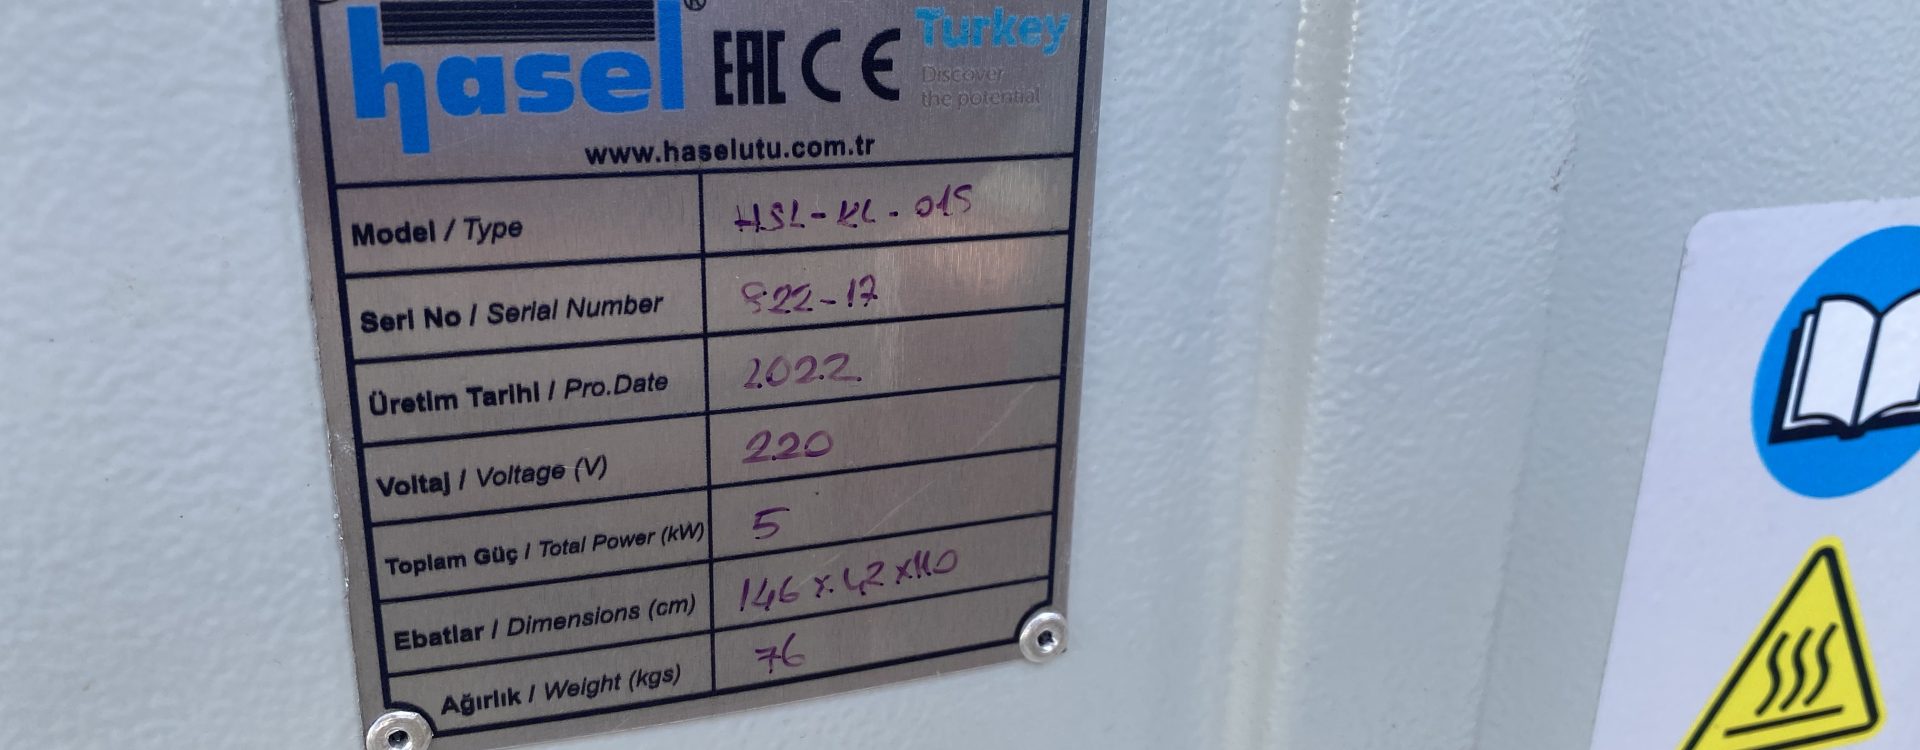 hasel® EAC CE Turkey
Discover
the potential
www.haselutu.com.tr
Model / Type HSL-KL-015
Seri No / Serial Number 822-17
Üretim Tarihi / Pro.Date 2022
Voltaj / Voltage (V) 220
Toplam Güç / Total Power (kW) 5
Ebatlar / Dimensions (cm) 146x42x110
Ağırlık / Weight (kgs) 76